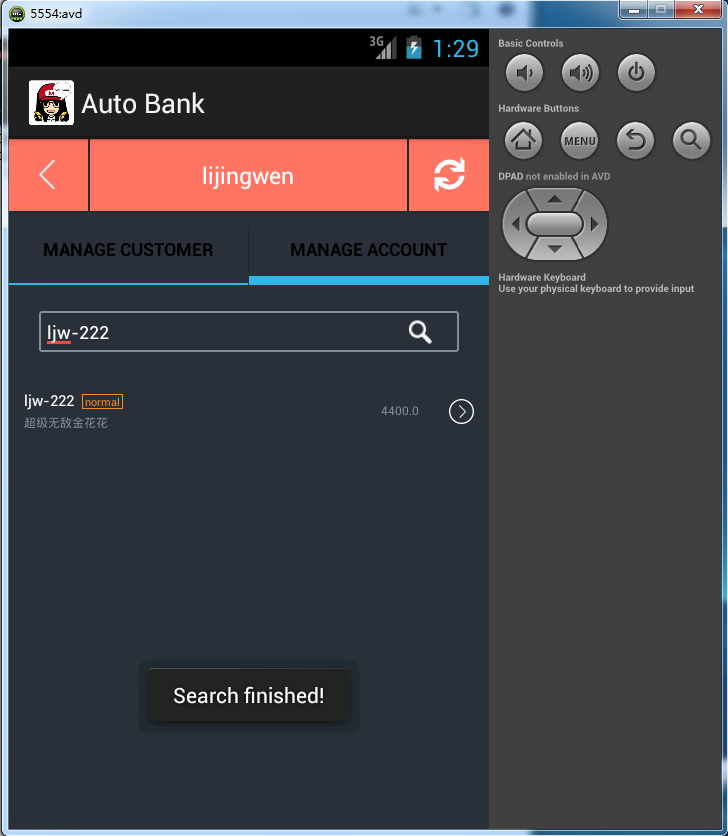 5554:avd
3G
1:29
Auto Bank
lijingwen
MANAGE CUSTOMER
MANAGE ACCOUNT
ljw-222
ljw-222 normal
超级无敌金花花
4400.0
Search finished!
Basic Controls
Hardware Buttons
MENU
DPAD not enabled in AVD
Hardware Keyboard
Use your physical keyboard to provide input